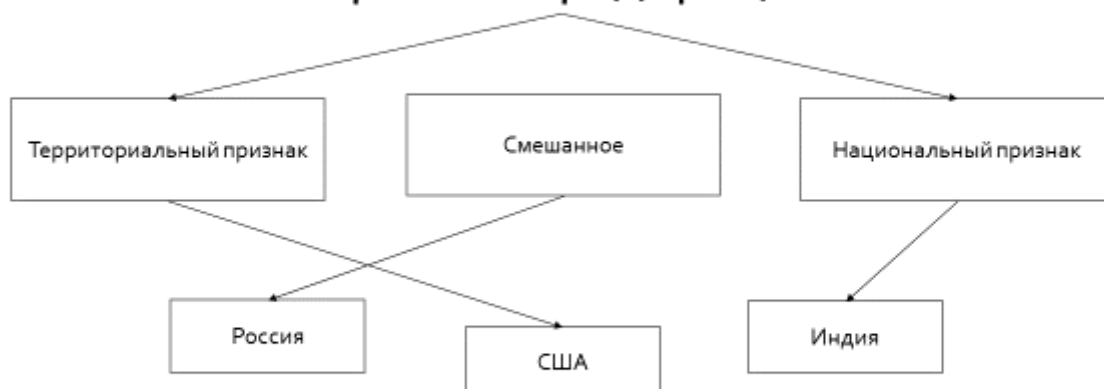 Территориальный признак
Смешанное
Национальный признак
Россия
США
Индия